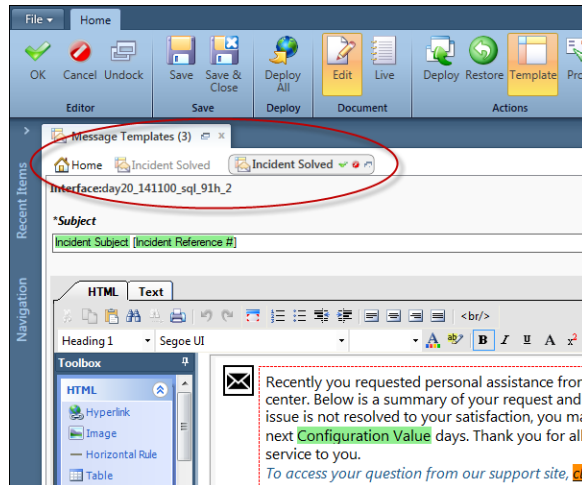 File Home
OK Cancel Undock Save Save & Close Deploy All Edit Live Deploy Restore Template
Editor Save Deploy Document Actions
Message Templates (3)
Home Incident Solved Incident Solved
Interface:day20_141100_sql_91h_2
*Subject
Incident Subject [Incident Reference #]
Recent Items
Navigation
HTML Text
<br/>
Heading 1 Segoe UI B I U A x²
Toolbox
HTML
Hyperlink
Image
Horizontal Rule
Table
Recently you requested personal assistance from
center. Below is a summary of your request and
issue is not resolved to your satisfaction, you
next Configuration Value days. Thank you for
service to you.
To access your question from our support site,